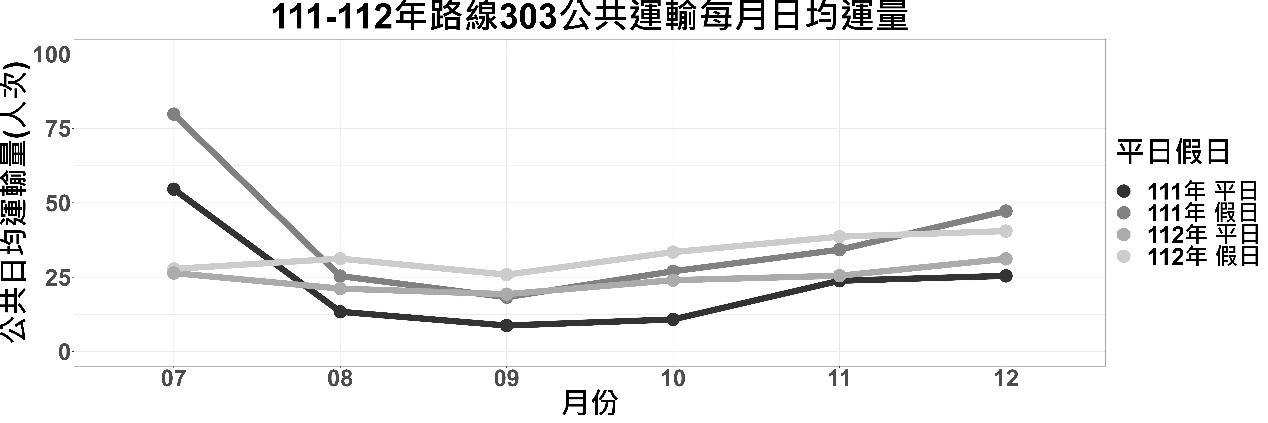 111-112年路線303公共運輸每月日均運量
公共日均運輸量(人次)
100
75
50
25
0
07 08 09 10 11 12
月份
平日假日
111年 平日
111年 假日
112年 平日
112年 假日